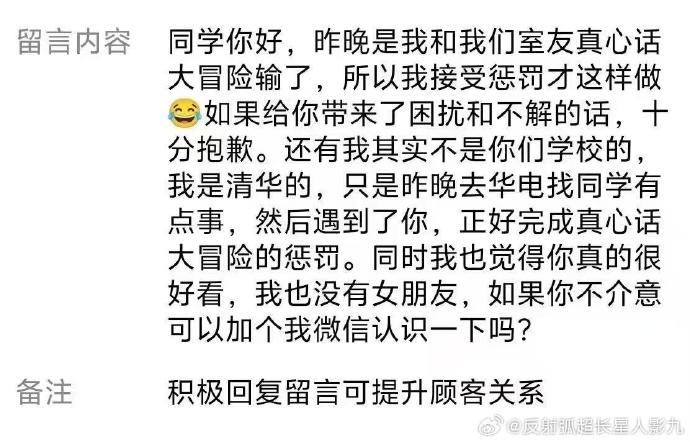 留言内容
同学你好，昨晚是我和我们室友真心话
大冒险输了，所以我接受惩罚才这样做
😂如果给你带来了困扰和不解的话，十
分抱歉。还有我其实不是你们学校的，
我是清华的，只是昨晚去华电找同学有
点事，然后遇到了你，正好完成真心话
大冒险的惩罚。同时我也觉得你真的很
好看，我也没有女朋友，如果你不介意
可以加个我微信认识一下吗？
备注
积极回复留言可提升顾客关系
@反射弧超长星人影九